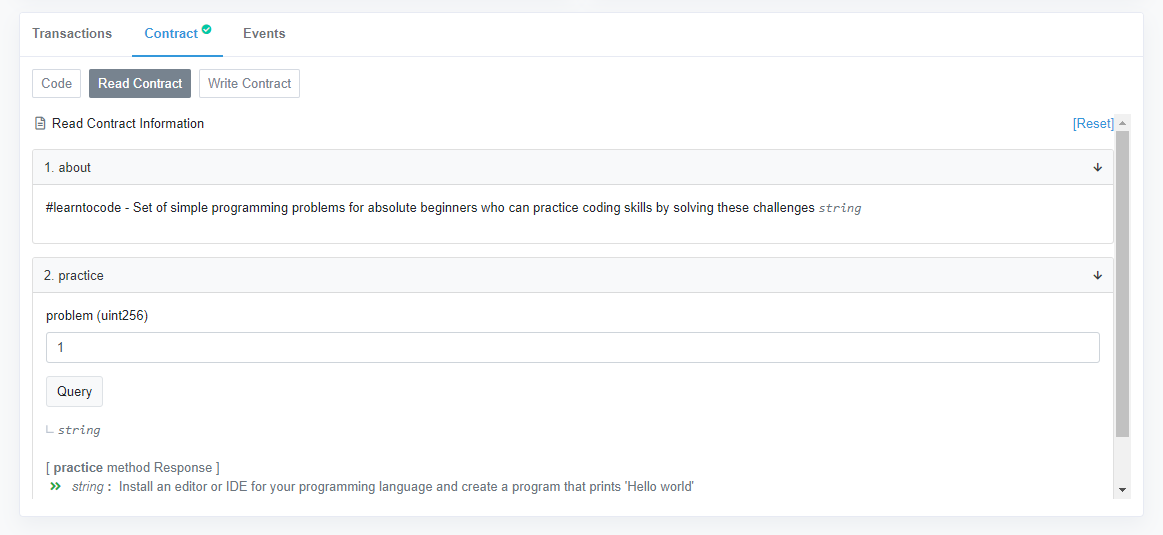 Transactions Contract Events
Code Read Contract Write Contract
Read Contract Information [Reset]
1. about
#learntocode - Set of simple programming problems for absolute beginners who can practice coding skills by solving these challenges string
2. practice
problem (uint256)
1
Query
string
[ practice method Response ]
string : Install an editor or IDE for your programming language and create a program that prints 'Hello world'